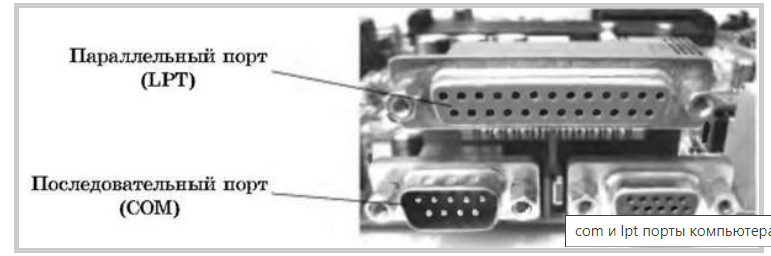 Параллельный порт
(LPT)
Последовательный порт
(COM)
com и lpt порты компьютера